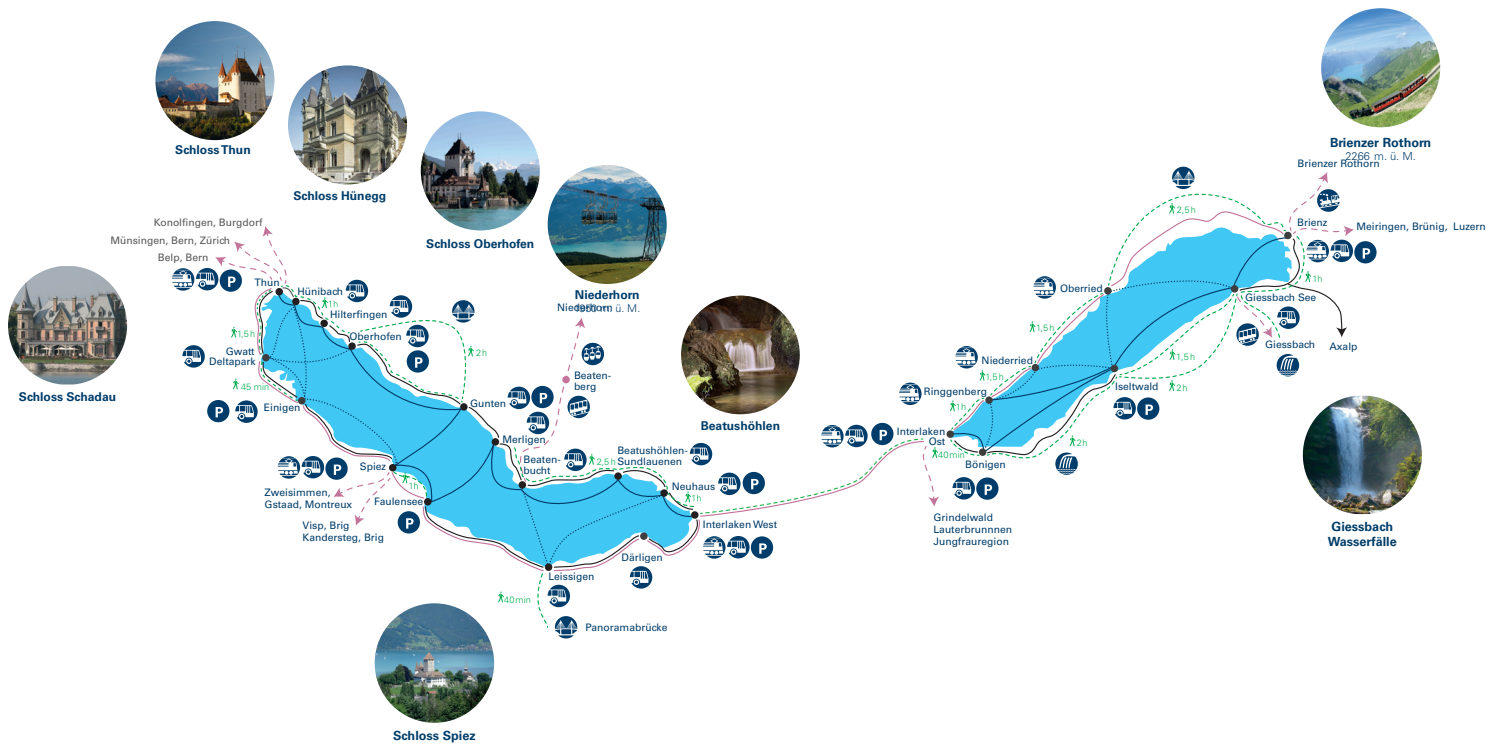 Schloss Thun
Schloss Hünegg
Schloss Oberhofen
Niederhorn
1950 m ü. M.
Niederhorn
Brienzer Rothorn
2266 m. ü. M.
Brienzer Rothorn
Konolfingen, Burgdorf
Münsingen, Bern, Zürich
Belp, Bern
P
Thun
Hünibach
1h
Hilterfingen
Oberhofen
P
1,5h
Gwatt
Deltapark
45 min
P
Einigen
Schloss Schadau
2h
Gunten
P
Merligen
Beaten-
berg
Beaten-
bucht
2,5h
Beatushöhlen-
Sundlauenen
Beatushöhlen
Neuhaus
P
1h
Interlaken West
P
Spiez
P
1h
Zweisimmen,
Gstaad, Montreux
Faulensee
P
Visp, Brig
Kandersteg, Brig
Därligen
Leissigen
40min
Panoramabrücke
Schloss Spiez
2,5h
Brienz
Meiringen, Brünig, Luzern
P
1h
Oberried
Giessbach See
Giessbach
Axalp
1,5h
Niederried
1,5h
1,5h
2h
Iseltwald
P
Ringgenberg
1h
P
Interlaken
Ost
40min
Bönigen
P
2h
Grindelwald
Lauterbrunnnen
Jungfrauregion
Giessbach
Wasserfälle